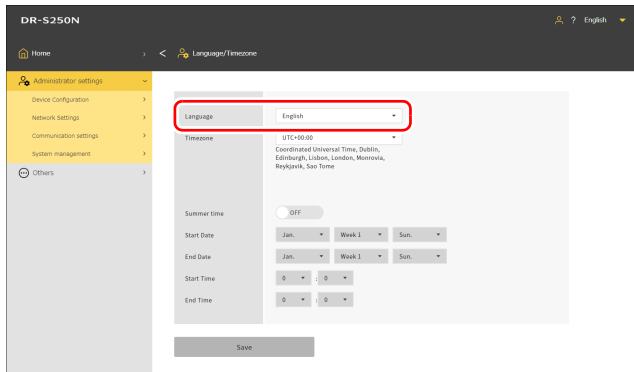 DR-S250N
? English
Home
< Language/Timezone
Administrator settings
Device Configuration
Network Settings
Communication settings
System management
Others
Language English
Timezone UTC+00:00
Coordinated Universal Time, Dublin,
Edinburgh, Lisbon, London, Monrovia,
Reykjavik, Sao Tome
Summer time OFF
Start Date Jan. Week 1 Sun.
End Date Jan. Week 1 Sun.
Start Time 0 : 0
End Time 0 : 0
Save